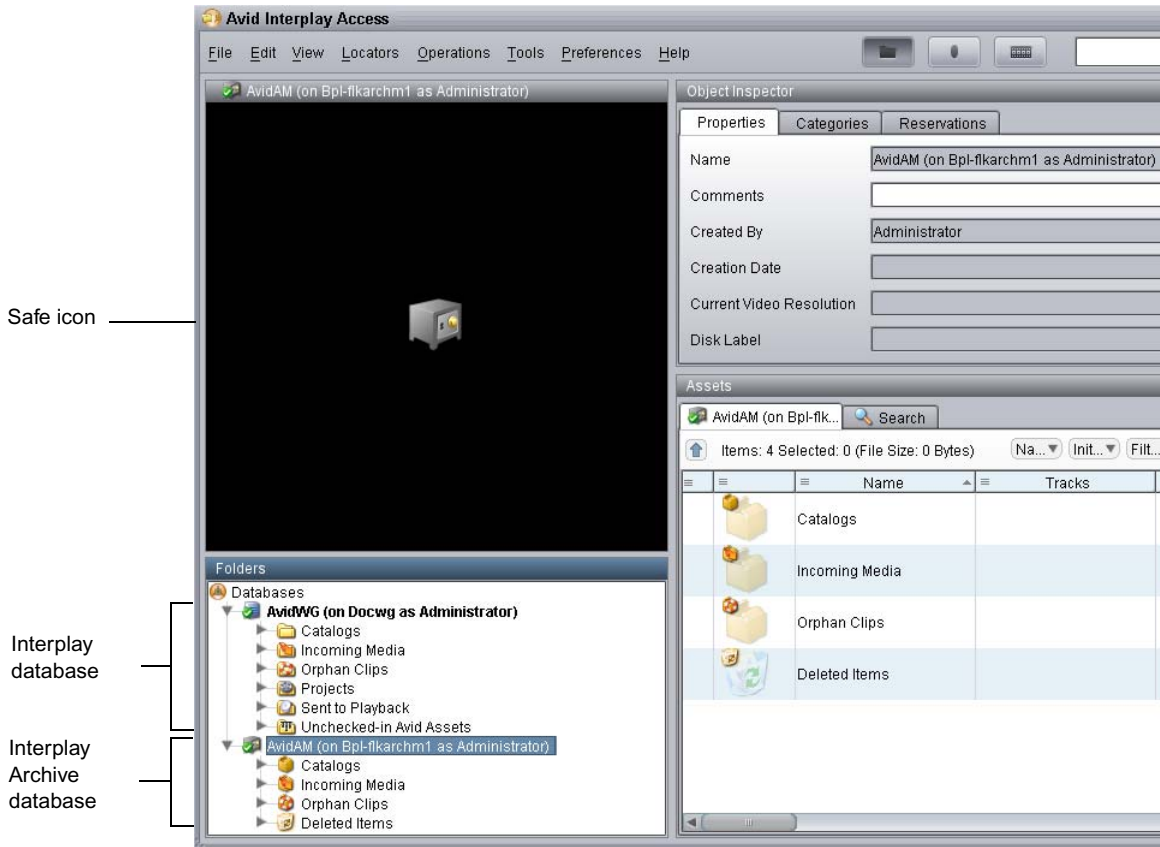 Avid Interplay Access
File Edit View Locators Operations Tools Preferences Help
AvidAM (on Bpl-flkarchm1 as Administrator)
Safe icon
Folders
Databases
AvidWG (on Docwg as Administrator)
Catalogs
Incoming Media
Orphan Clips
Projects
Sent to Playback
Unchecked-in Avid Assets
Interplay
database
AvidAM (on Bpl-flkarchm1 as Administrator)
Catalogs
Incoming Media
Orphan Clips
Deleted Items
Interplay
Archive
database
Object Inspector
Properties Categories Reservations
Name AvidAM (on Bpl-flkarchm1 as Administrator)
Comments
Created By Administrator
Creation Date
Current Video Resolution
Disk Label
Assets
AvidAM (on Bpl-flk... Search
Items: 4 Selected: 0 (File Size: 0 Bytes) Na... Init... Filt...
Name Tracks
Catalogs
Incoming Media
Orphan Clips
Deleted Items